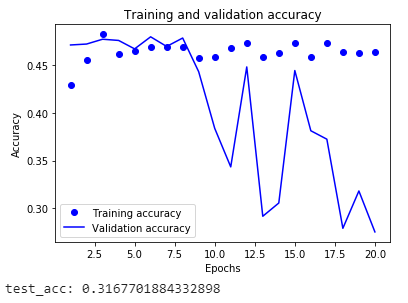 Training and validation accuracy
0.45
0.40
0.35
0.30
Accuracy
Training accuracy
Validation accuracy
2.5 5.0 7.5 10.0 12.5 15.0 17.5 20.0
Epochs
test_acc: 0.3167701884332898